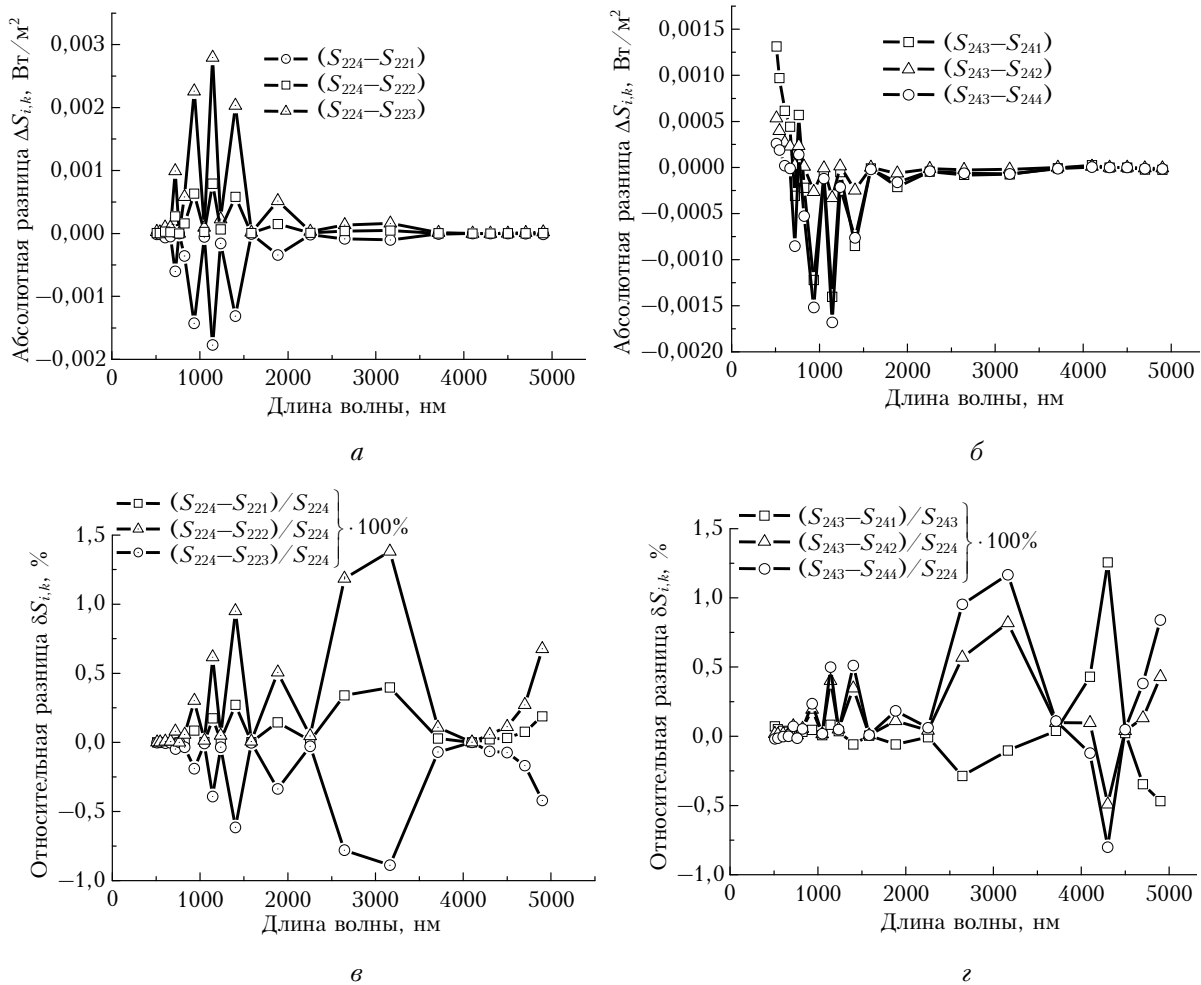 Абсолютная разница ΔS_{i,k}, Вт/м²
0,003
0,002
0,001
0,000
−0,001
−0,002
(S₂₂₄−S₂₂₁)
(S₂₂₄−S₂₂₂)
(S₂₂₄−S₂₂₃)
0 1000 2000 3000 4000 5000
Длина волны, нм
а
Абсолютная разница ΔS_{i,k}, Вт/м²
0,0015
0,0010
0,0005
0,0000
−0,0005
−0,0010
−0,0015
−0,0020
(S₂₄₃−S₂₄₁)
(S₂₄₃−S₂₄₂)
(S₂₄₃−S₂₄₄)
0 1000 2000 3000 4000 5000
Длина волны, нм
б
Относительная разница δS_{i,k}, %
(S₂₂₄−S₂₂₁)/S₂₂₄
(S₂₂₄−S₂₂₂)/S₂₂₄
(S₂₂₄−S₂₂₃)/S₂₂₄
· 100%
1,5
1,0
0,5
0,0
−0,5
−1,0
0 1000 2000 3000 4000 5000
Длина волны, нм
в
Относительная разница δS_{i,k}, %
(S₂₄₃−S₂₄₁)/S₂₄₃
(S₂₄₃−S₂₄₂)/S₂₂₄
(S₂₄₃−S₂₄₄)/S₂₂₄
· 100%
1,5
1,0
0,5
0,0
−0,5
−1,0
0 1000 2000 3000 4000 5000
Длина волны, нм
г